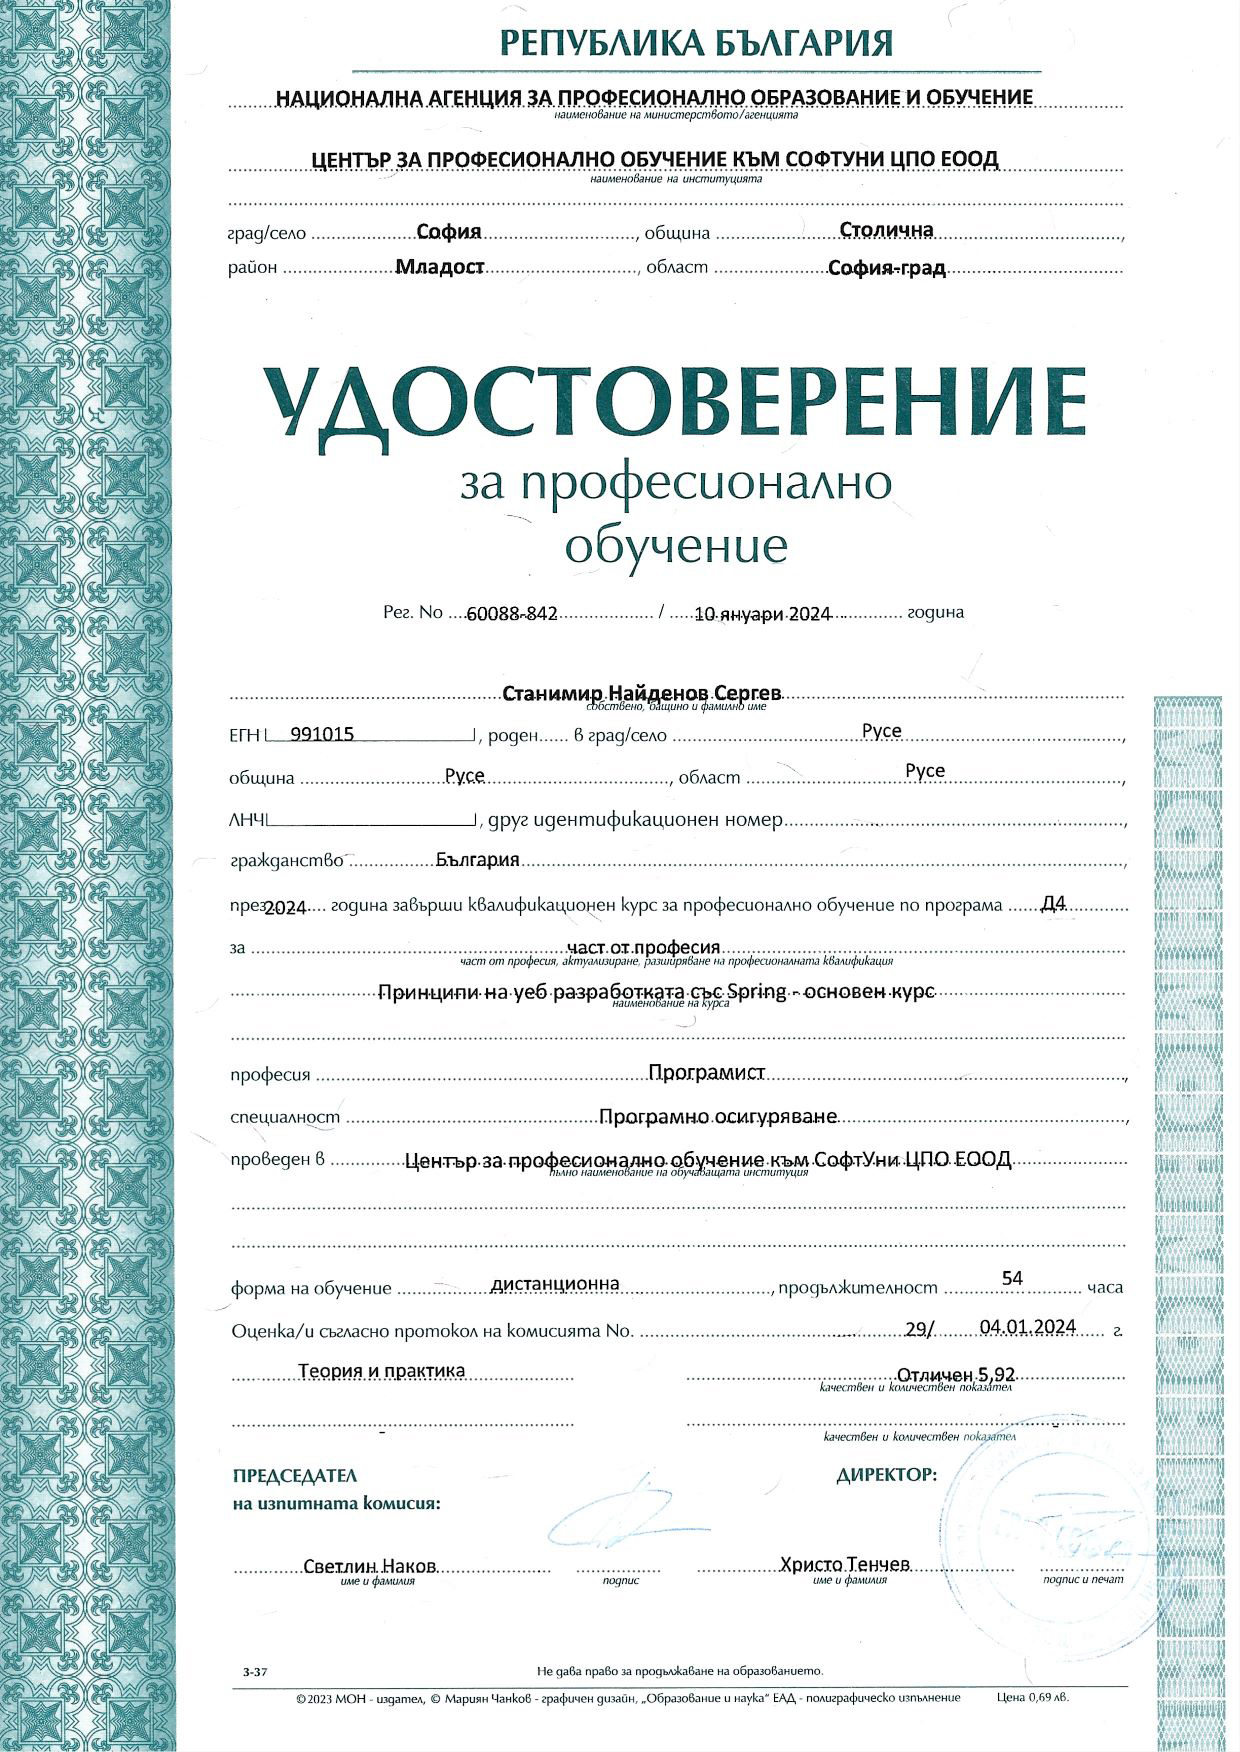 РЕПУБЛИКА БЪЛГАРИЯ
НАЦИОНАЛНА АГЕНЦИЯ ЗА ПРОФЕСИОНАЛНО ОБРАЗОВАНИЕ И ОБУЧЕНИЕ
наименование на министерството/агенцията
ЦЕНТЪР ЗА ПРОФЕСИОНАЛНО ОБУЧЕНИЕ КЪМ СОФТУНИ ЦПО ЕООД
наименование на институцията
град/село София, община Столична,
район Младост, област София-град
УДОСТОВЕРЕНИЕ
за професионално
обучение
Рег. No 60088-842 / 10 януари 2024 година
Станимир Найденов Сергев
собствено, бащино и фамилно име
ЕГН 991015, роден...... в град/село Русе,
община Русе, област Русе,
ЛНЧ, друг идентификационен номер,
гражданство България,
през 2024 година завърши квалификационен курс за професионално обучение по програма Д4
за част от професия
част от професия, актуализиране, разширяване на професионалната квалификация
Принципи на уеб разработката със Spring - основен курс
наименование на курса
професия Програмист,
специалност Програмно осигуряване,
проведен в Център за професионално обучение към СофтУни ЦПО ЕООД
пълно наименование на обучаващата институция
форма на обучение дистанционна, продължителност 54 часа
Оценка/и съгласно протокол на комисията No. 29/ 04.01.2024 г.
Теория и практика Отличен 5,92
качествен и количествен показател
- -
качествен и количествен показател
ПРЕДСЕДАТЕЛ ДИРЕКТОР:
на изпитната комисия:
Светлин Наков Христо Тенчев
име и фамилия подпис име и фамилия подпис и печат
3-37 Не дава право за продължаване на образованието.
©2023 МОН - издател, © Мариян Чанков - графичен дизайн, „Образование и наука“ ЕАД - полиграфическо изпълнение Цена 0,69 лв.